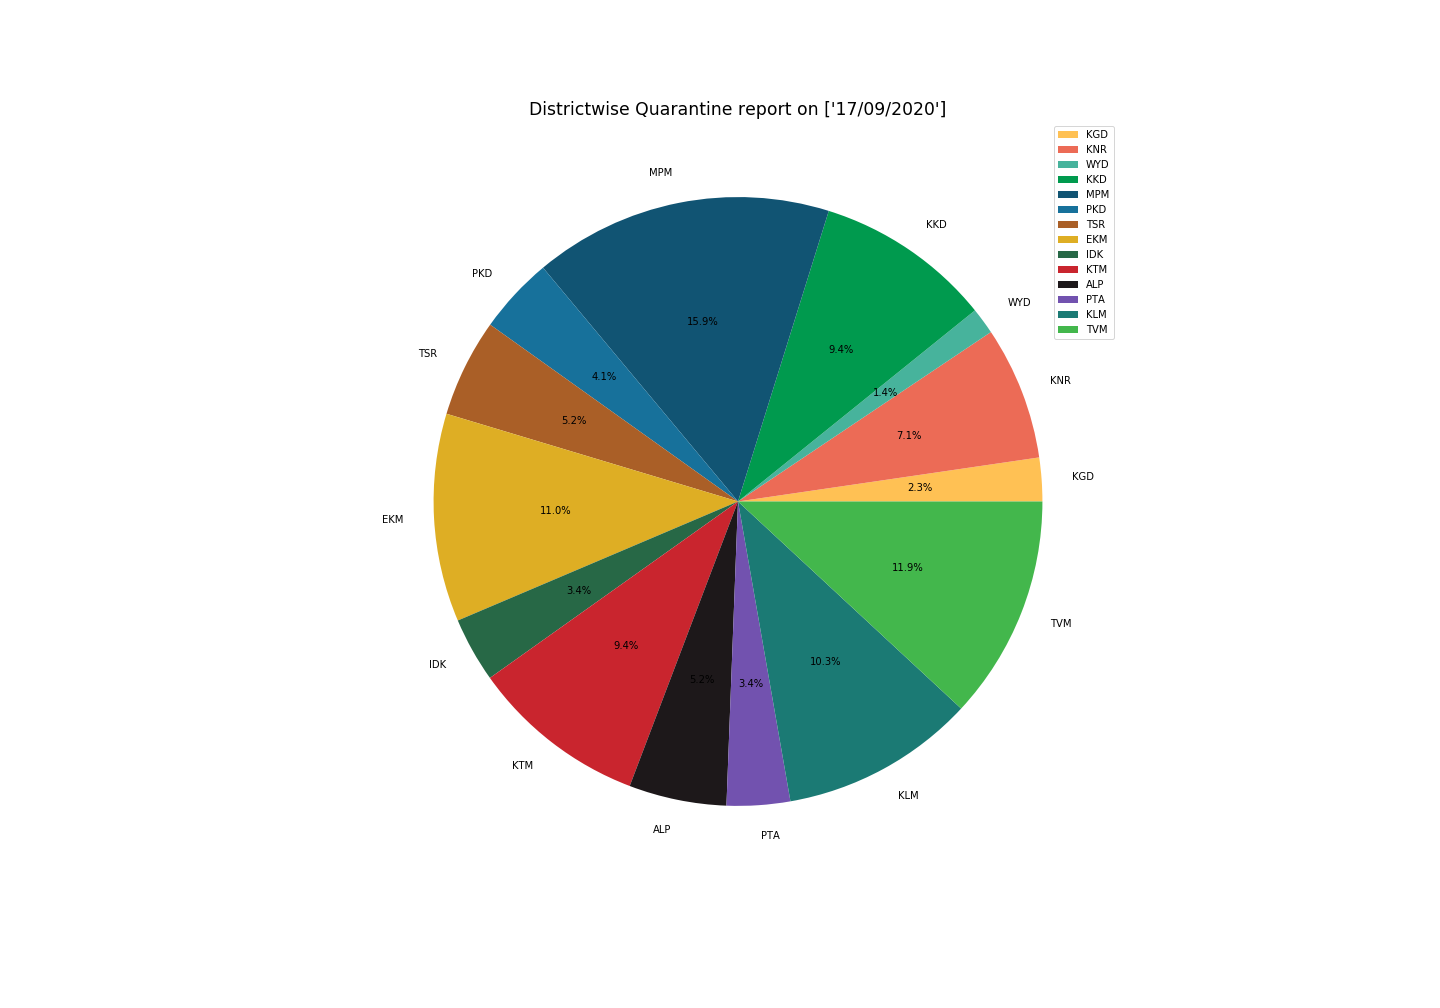 Districtwise Quarantine report on ['17/09/2020']
KGD
KNR
WYD
KKD
MPM
PKD
TSR
EKM
IDK
KTM
ALP
PTA
KLM
TVM
MPM
KKD
PKD
WYD
TSR
KNR
KGD
EKM
TVM
IDK
KTM
KLM
ALP
PTA
15.9%
9.4%
4.1%
1.4%
5.2%
7.1%
2.3%
11.0%
11.9%
3.4%
9.4%
10.3%
5.2%
3.4%